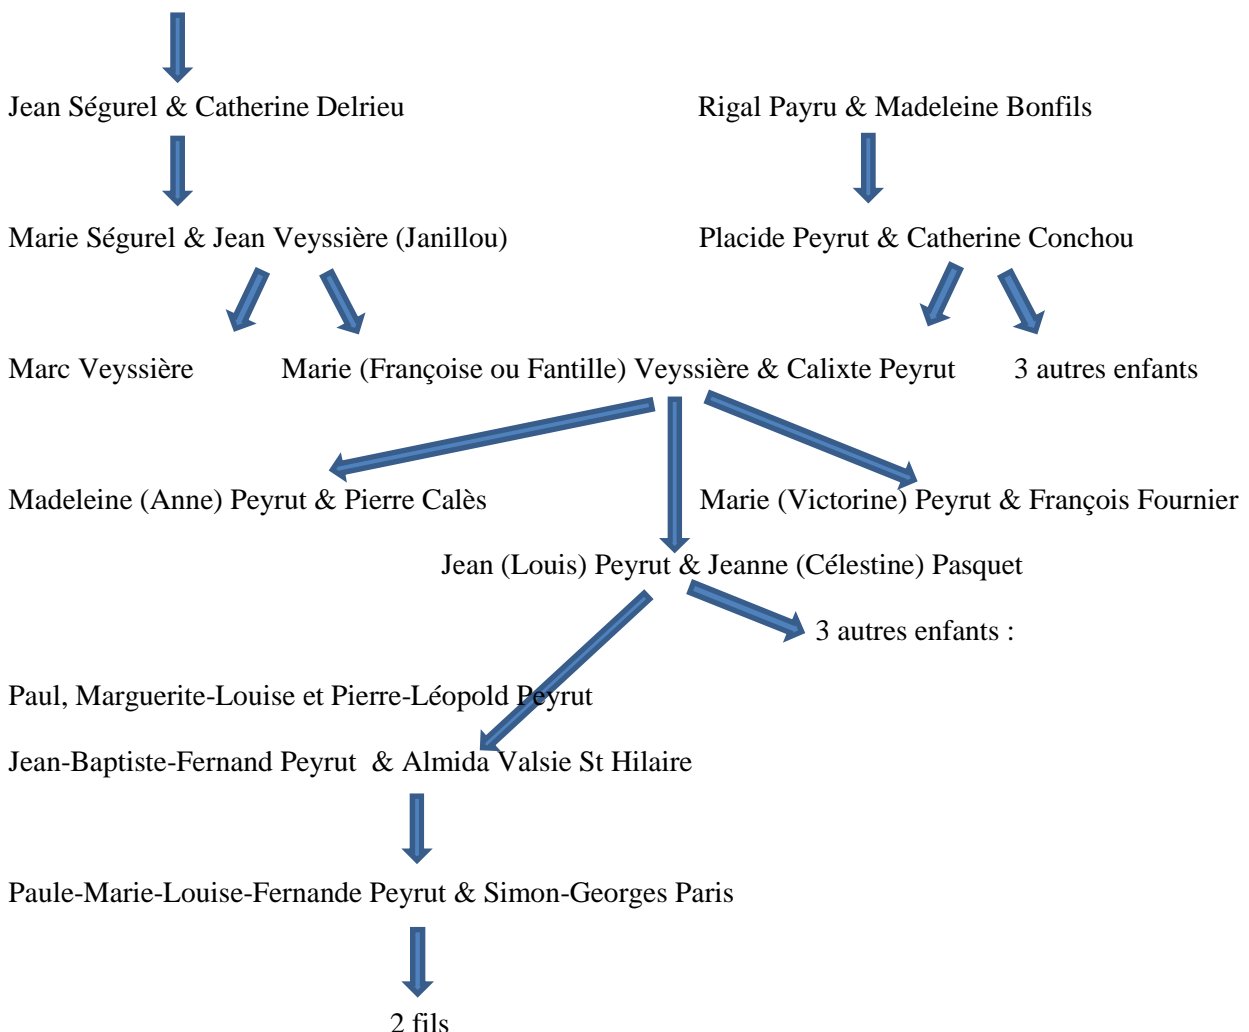 Jean Ségurel & Catherine Delrieu
Rigal Payru & Madeleine Bonfils
Marie Ségurel & Jean Veyssière (Janillou)
Placide Peyrut & Catherine Conchou
Marc Veyssière
Marie (Françoise ou Fantille) Veyssière & Calixte Peyrut
3 autres enfants
Madeleine (Anne) Peyrut & Pierre Calès
Marie (Victorine) Peyrut & François Fournier
Jean (Louis) Peyrut & Jeanne (Célestine) Pasquet
3 autres enfants :
Paul, Marguerite-Louise et Pierre-Léopold Peyrut
Jean-Baptiste-Fernand Peyrut & Almida Valsie St Hilaire
Paule-Marie-Louise-Fernande Peyrut & Simon-Georges Paris
2 fils